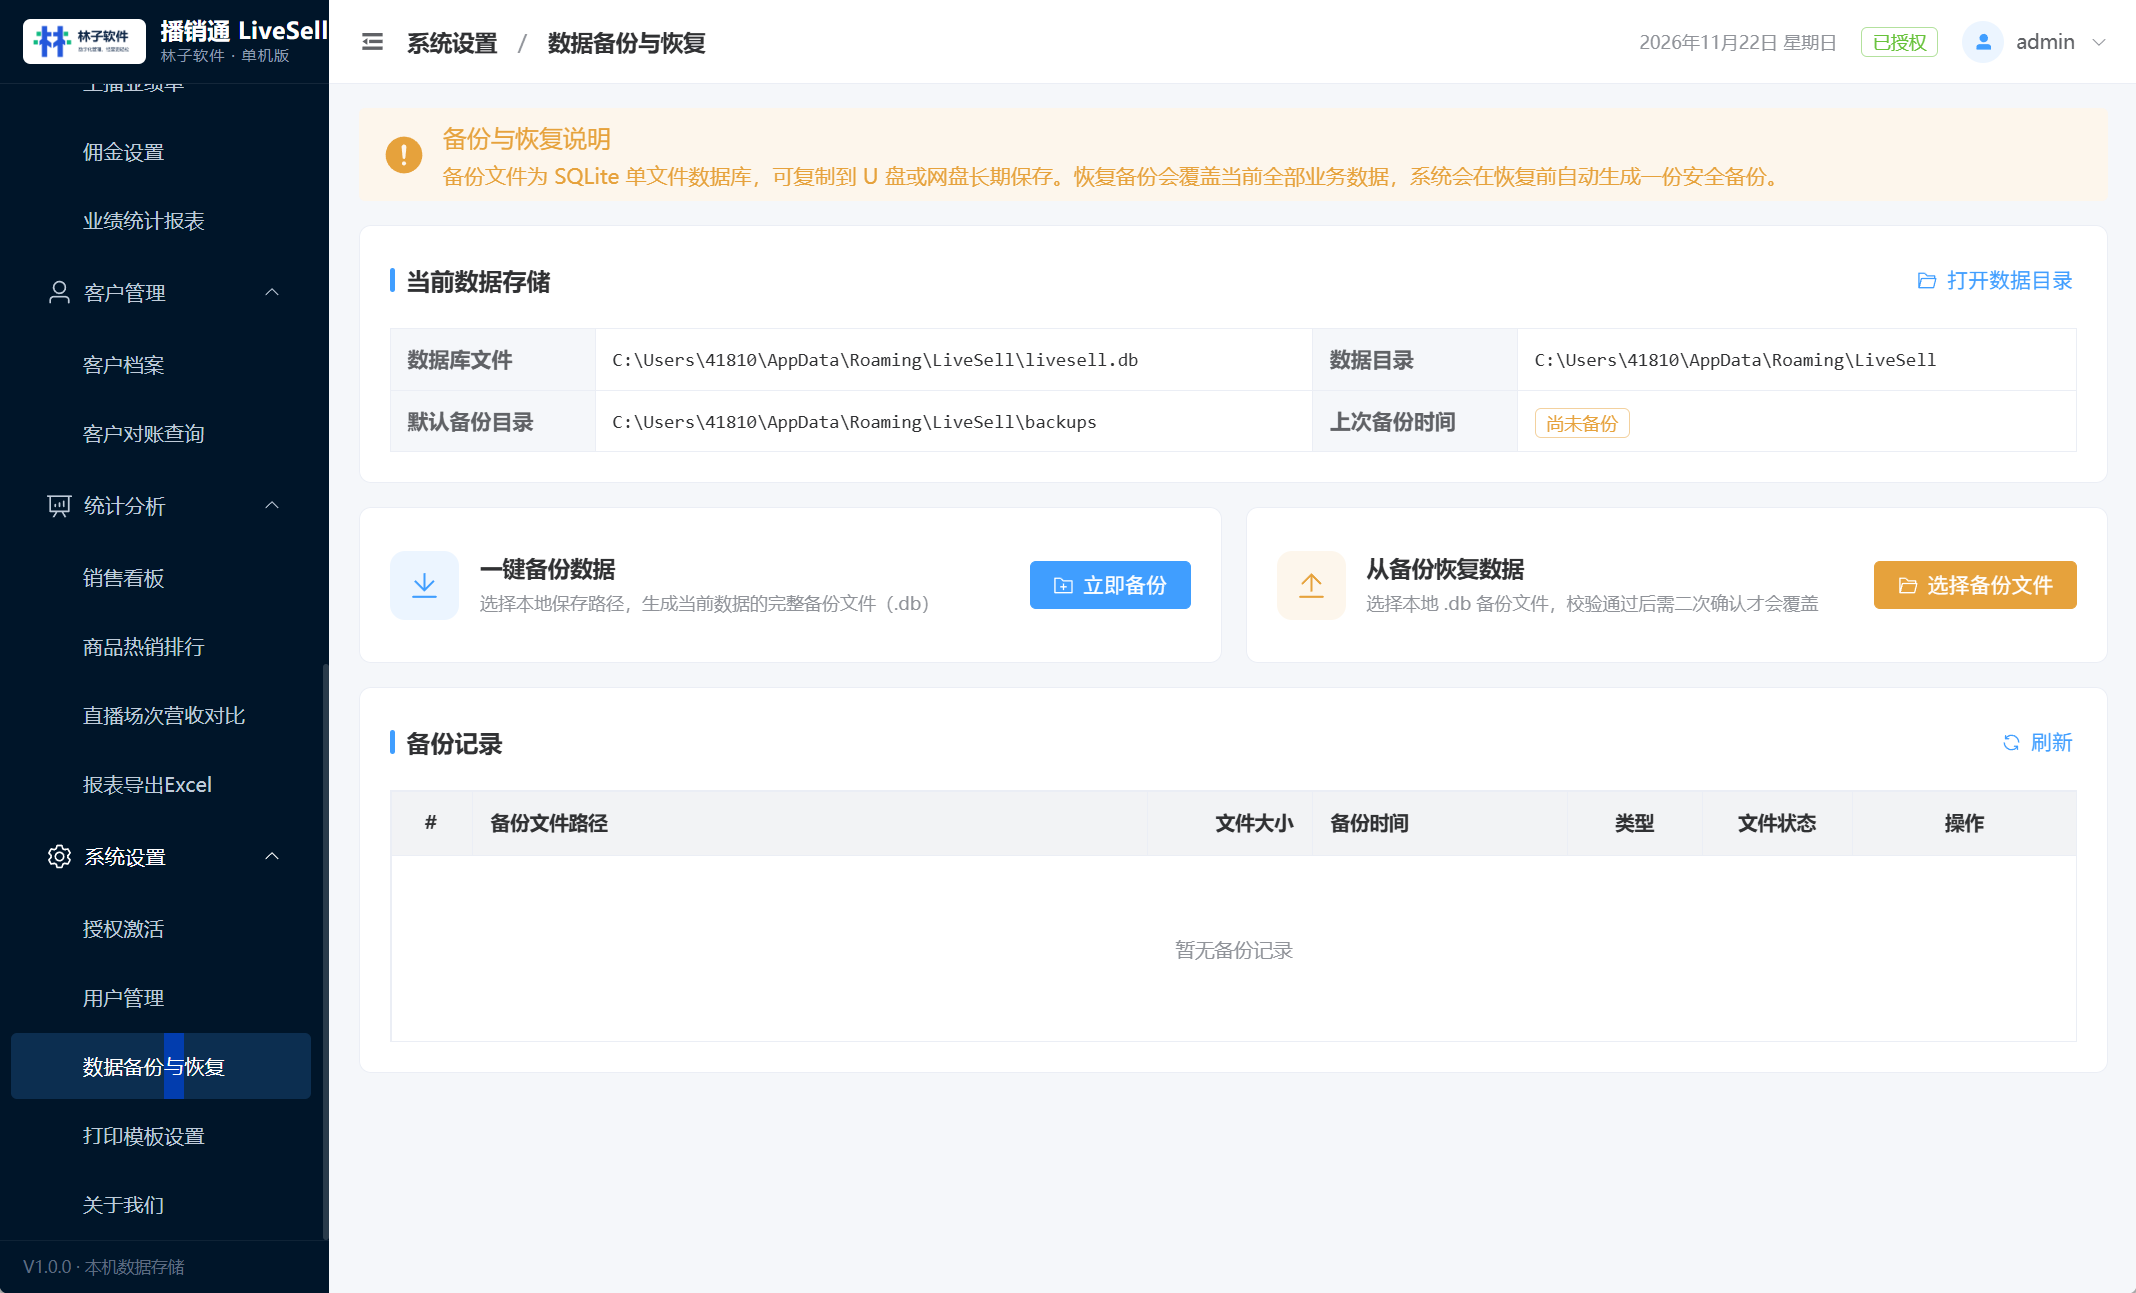 林子软件
播销通 LiveSell
林子软件 · 单机版
主播业绩单
佣金设置
业绩统计报表
客户管理
客户档案
客户对账查询
统计分析
销售看板
商品热销排行
直播场次营收对比
报表导出Excel
系统设置
授权激活
用户管理
数据备份与恢复
打印模板设置
关于我们
V1.0.0 · 本机数据存储
系统设置 / 数据备份与恢复
2026年11月22日 星期日
已授权
admin
备份与恢复说明
备份文件为 SQLite 单文件数据库，可复制到 U 盘或网盘长期保存。恢复备份会覆盖当前全部业务数据，系统会在恢复前自动生成一份安全备份。
当前数据存储
打开数据目录
数据库文件 C:\Users\41810\AppData\Roaming\LiveSell\livesell.db 数据目录 C:\Users\41810\AppData\Roaming\LiveSell
默认备份目录 C:\Users\41810\AppData\Roaming\LiveSell\backups 上次备份时间 尚未备份
一键备份数据
选择本地保存路径，生成当前数据的完整备份文件（.db）
立即备份
从备份恢复数据
选择本地 .db 备份文件，校验通过后需二次确认才会覆盖
选择备份文件
备份记录
刷新
# 备份文件路径 文件大小 备份时间 类型 文件状态 操作
暂无备份记录